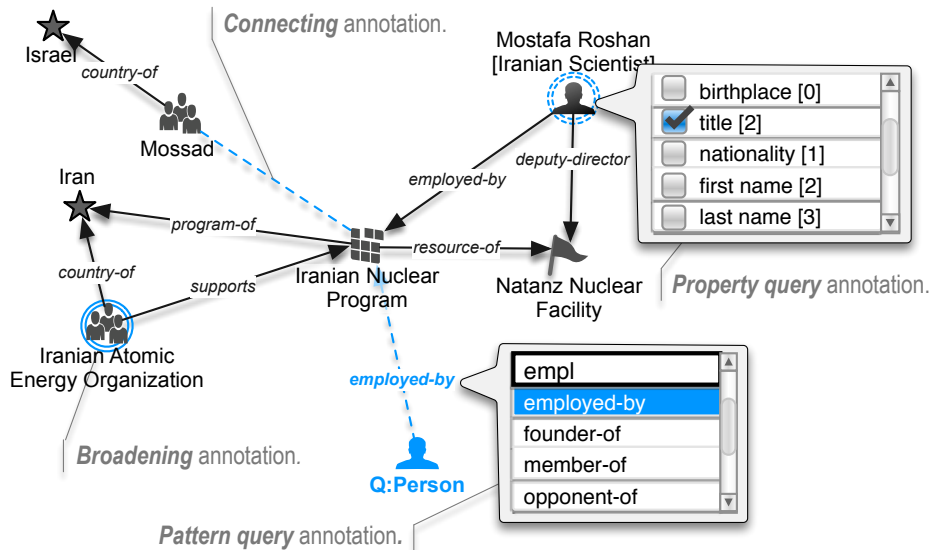 Connecting annotation.
Israel
country-of
Mossad
Mostafa Roshan
[Iranian Scientist]
birthplace [0]
title [2]
nationality [1]
first name [2]
last name [3]
deputy-director
employed-by
Iran
program-of
country-of
resource-of
supports
Iranian Nuclear
Program
Natanz Nuclear
Facility
Property query annotation.
Iranian Atomic
Energy Organization
employed-by
empl
employed-by
founder-of
member-of
opponent-of
Broadening annotation.
Q:Person
Pattern query annotation.